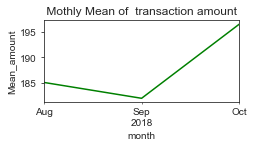 Mothly Mean of  transaction amount
Mean_amount
195
190
185
Aug
Sep
Oct
2018
month